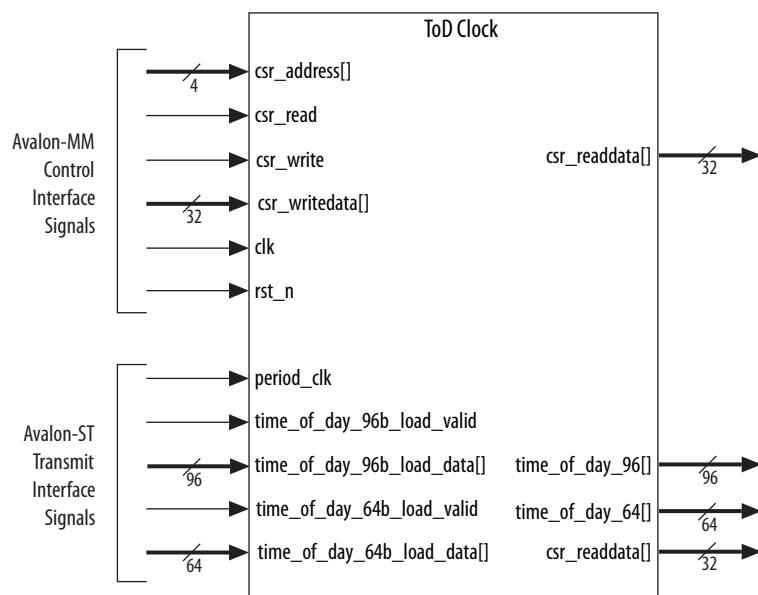 ToD Clock
Avalon-MM
Control
Interface
Signals
4
csr_address[]
csr_read
csr_write
32
csr_writedata[]
clk
rst_n
csr_readdata[]
32
Avalon-ST
Transmit
Interface
Signals
period_clk
time_of_day_96b_load_valid
96
time_of_day_96b_load_data[]
time_of_day_64b_load_valid
64
time_of_day_64b_load_data[]
time_of_day_96[]
96
time_of_day_64[]
64
csr_readdata[]
32